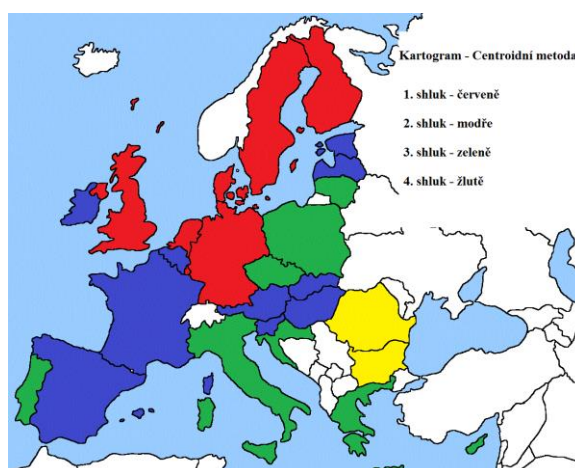 Kartogram - Centroidní metoda
1. shluk - červeně
2. shluk - modře
3. shluk - zeleně
4. shluk - žlutě